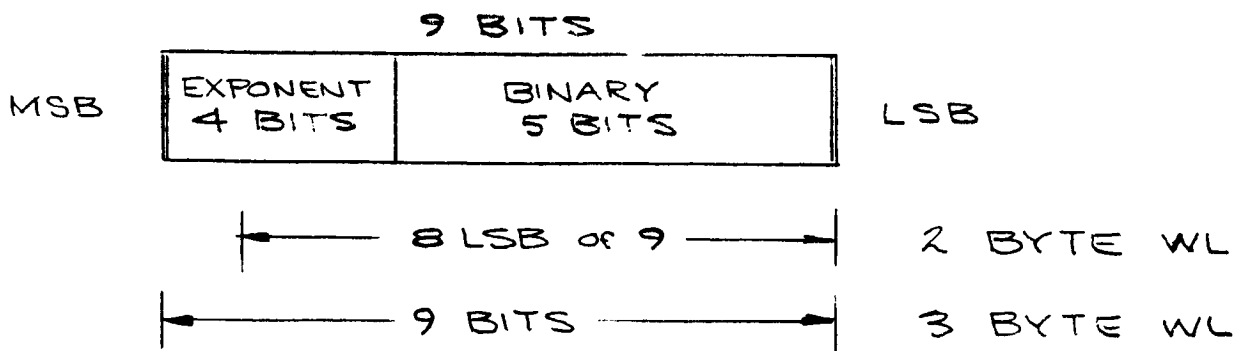 9 BITS
MSB EXPONENT 4 BITS BINARY 5 BITS LSB
8 LSB OF 9 2 BYTE WL
9 BITS 3 BYTE WL